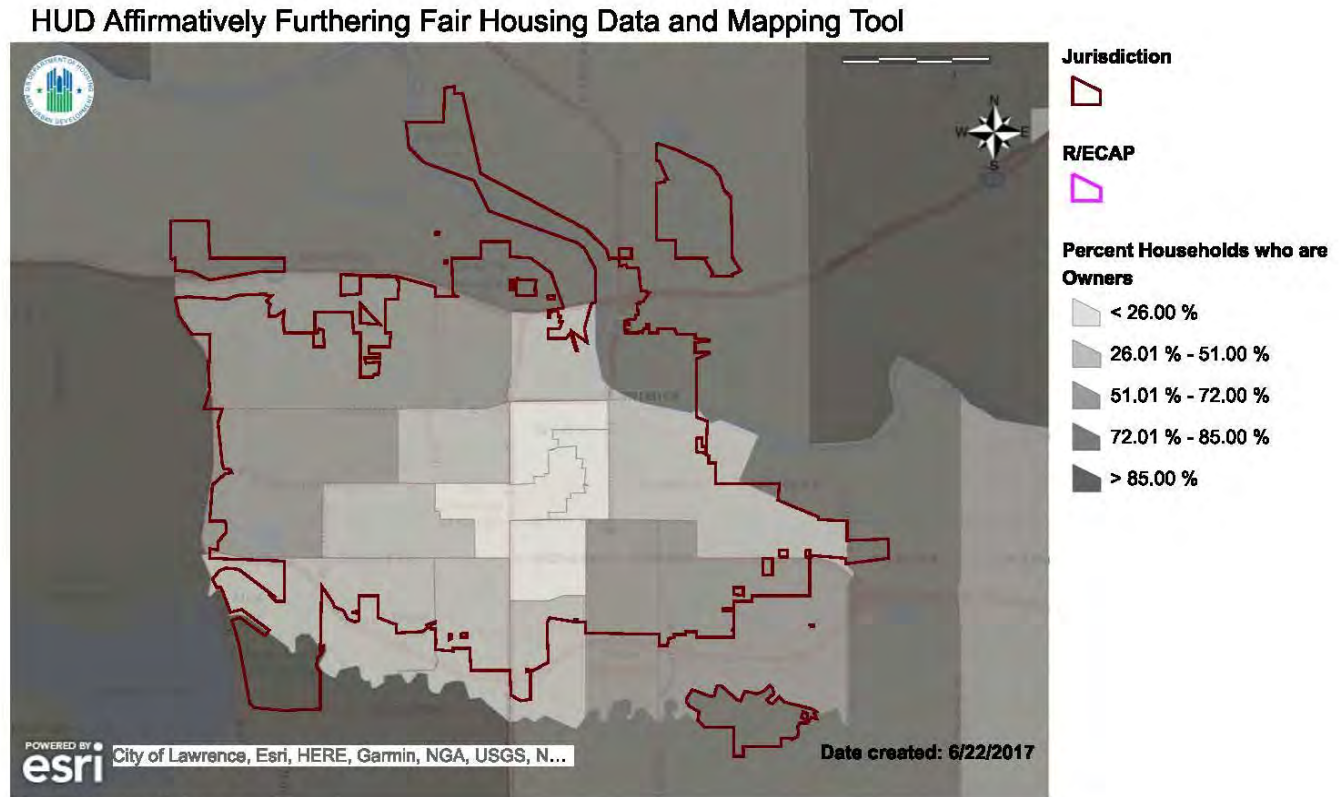 HUD Affirmatively Furthering Fair Housing Data and Mapping Tool
Jurisdiction
R/ECAP
Percent Households who are
Owners
< 26.00 %
26.01 % - 51.00 %
51.01 % - 72.00 %
72.01 % - 85.00 %
> 85.00 %
N
W
E
S
POWERED BY
esri
City of Lawrence, Esri, HERE, Garmin, NGA, USGS, N...
Date created: 6/22/2017